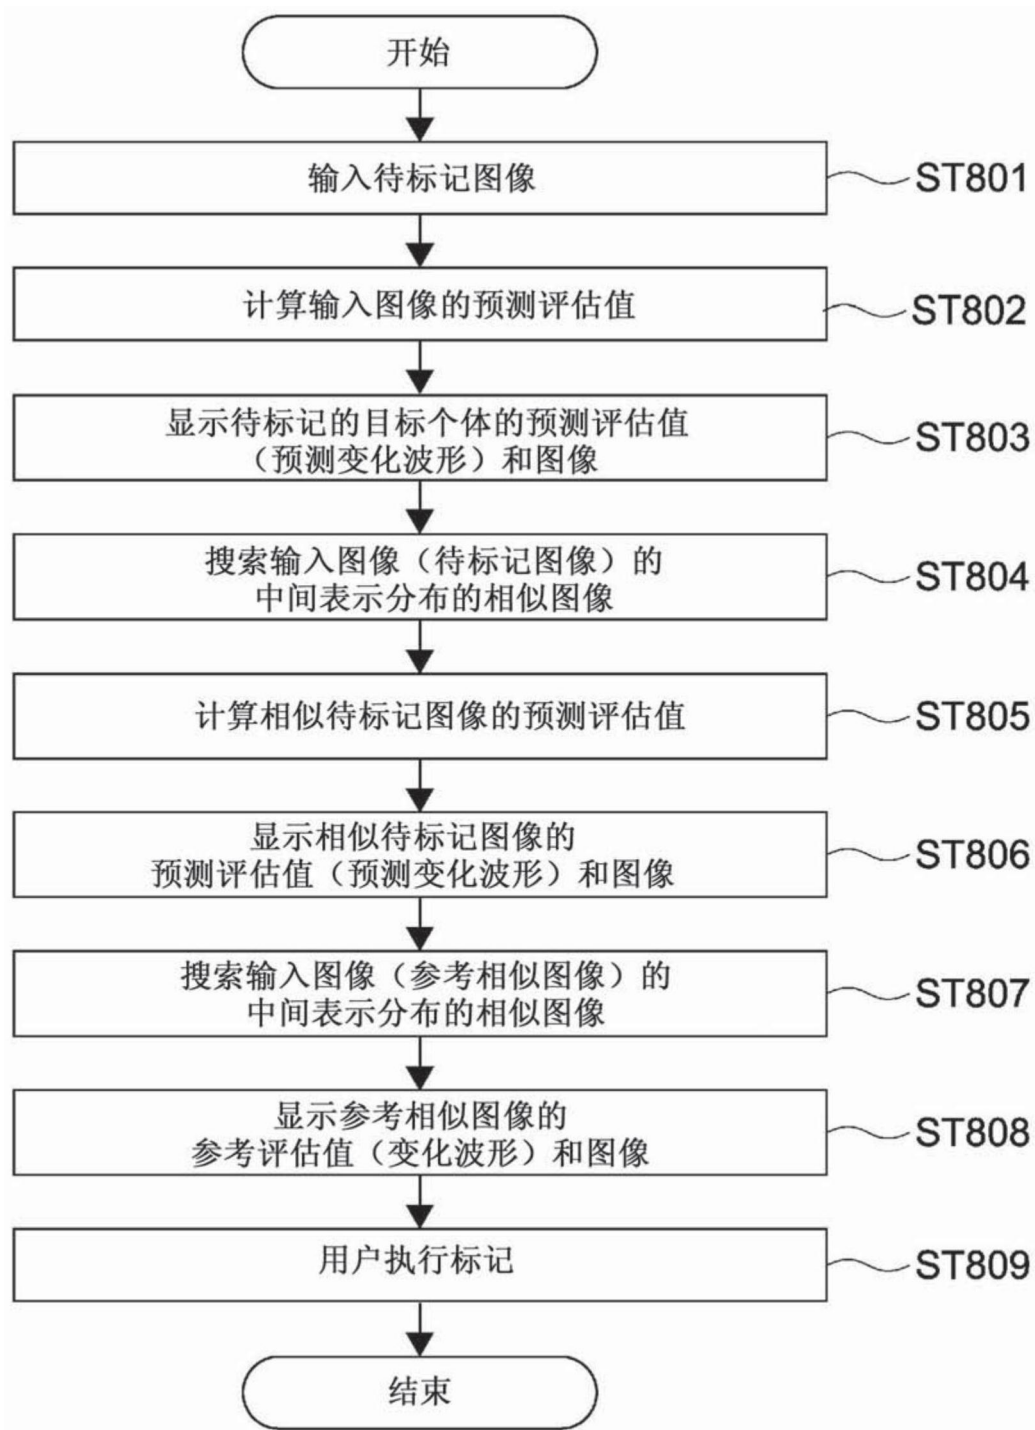 开始
输入待标记图像
ST801
计算输入图像的预测评估值
ST802
显示待标记的目标个体的预测评估值
（预测变化波形）和图像
ST803
搜索输入图像（待标记图像）的
中间表示分布的相似图像
ST804
计算相似待标记图像的预测评估值
ST805
显示相似待标记图像的
预测评估值（预测变化波形）和图像
ST806
搜索输入图像（参考相似图像）的
中间表示分布的相似图像
ST807
显示参考相似图像的
参考评估值（变化波形）和图像
ST808
用户执行标记
ST809
结束